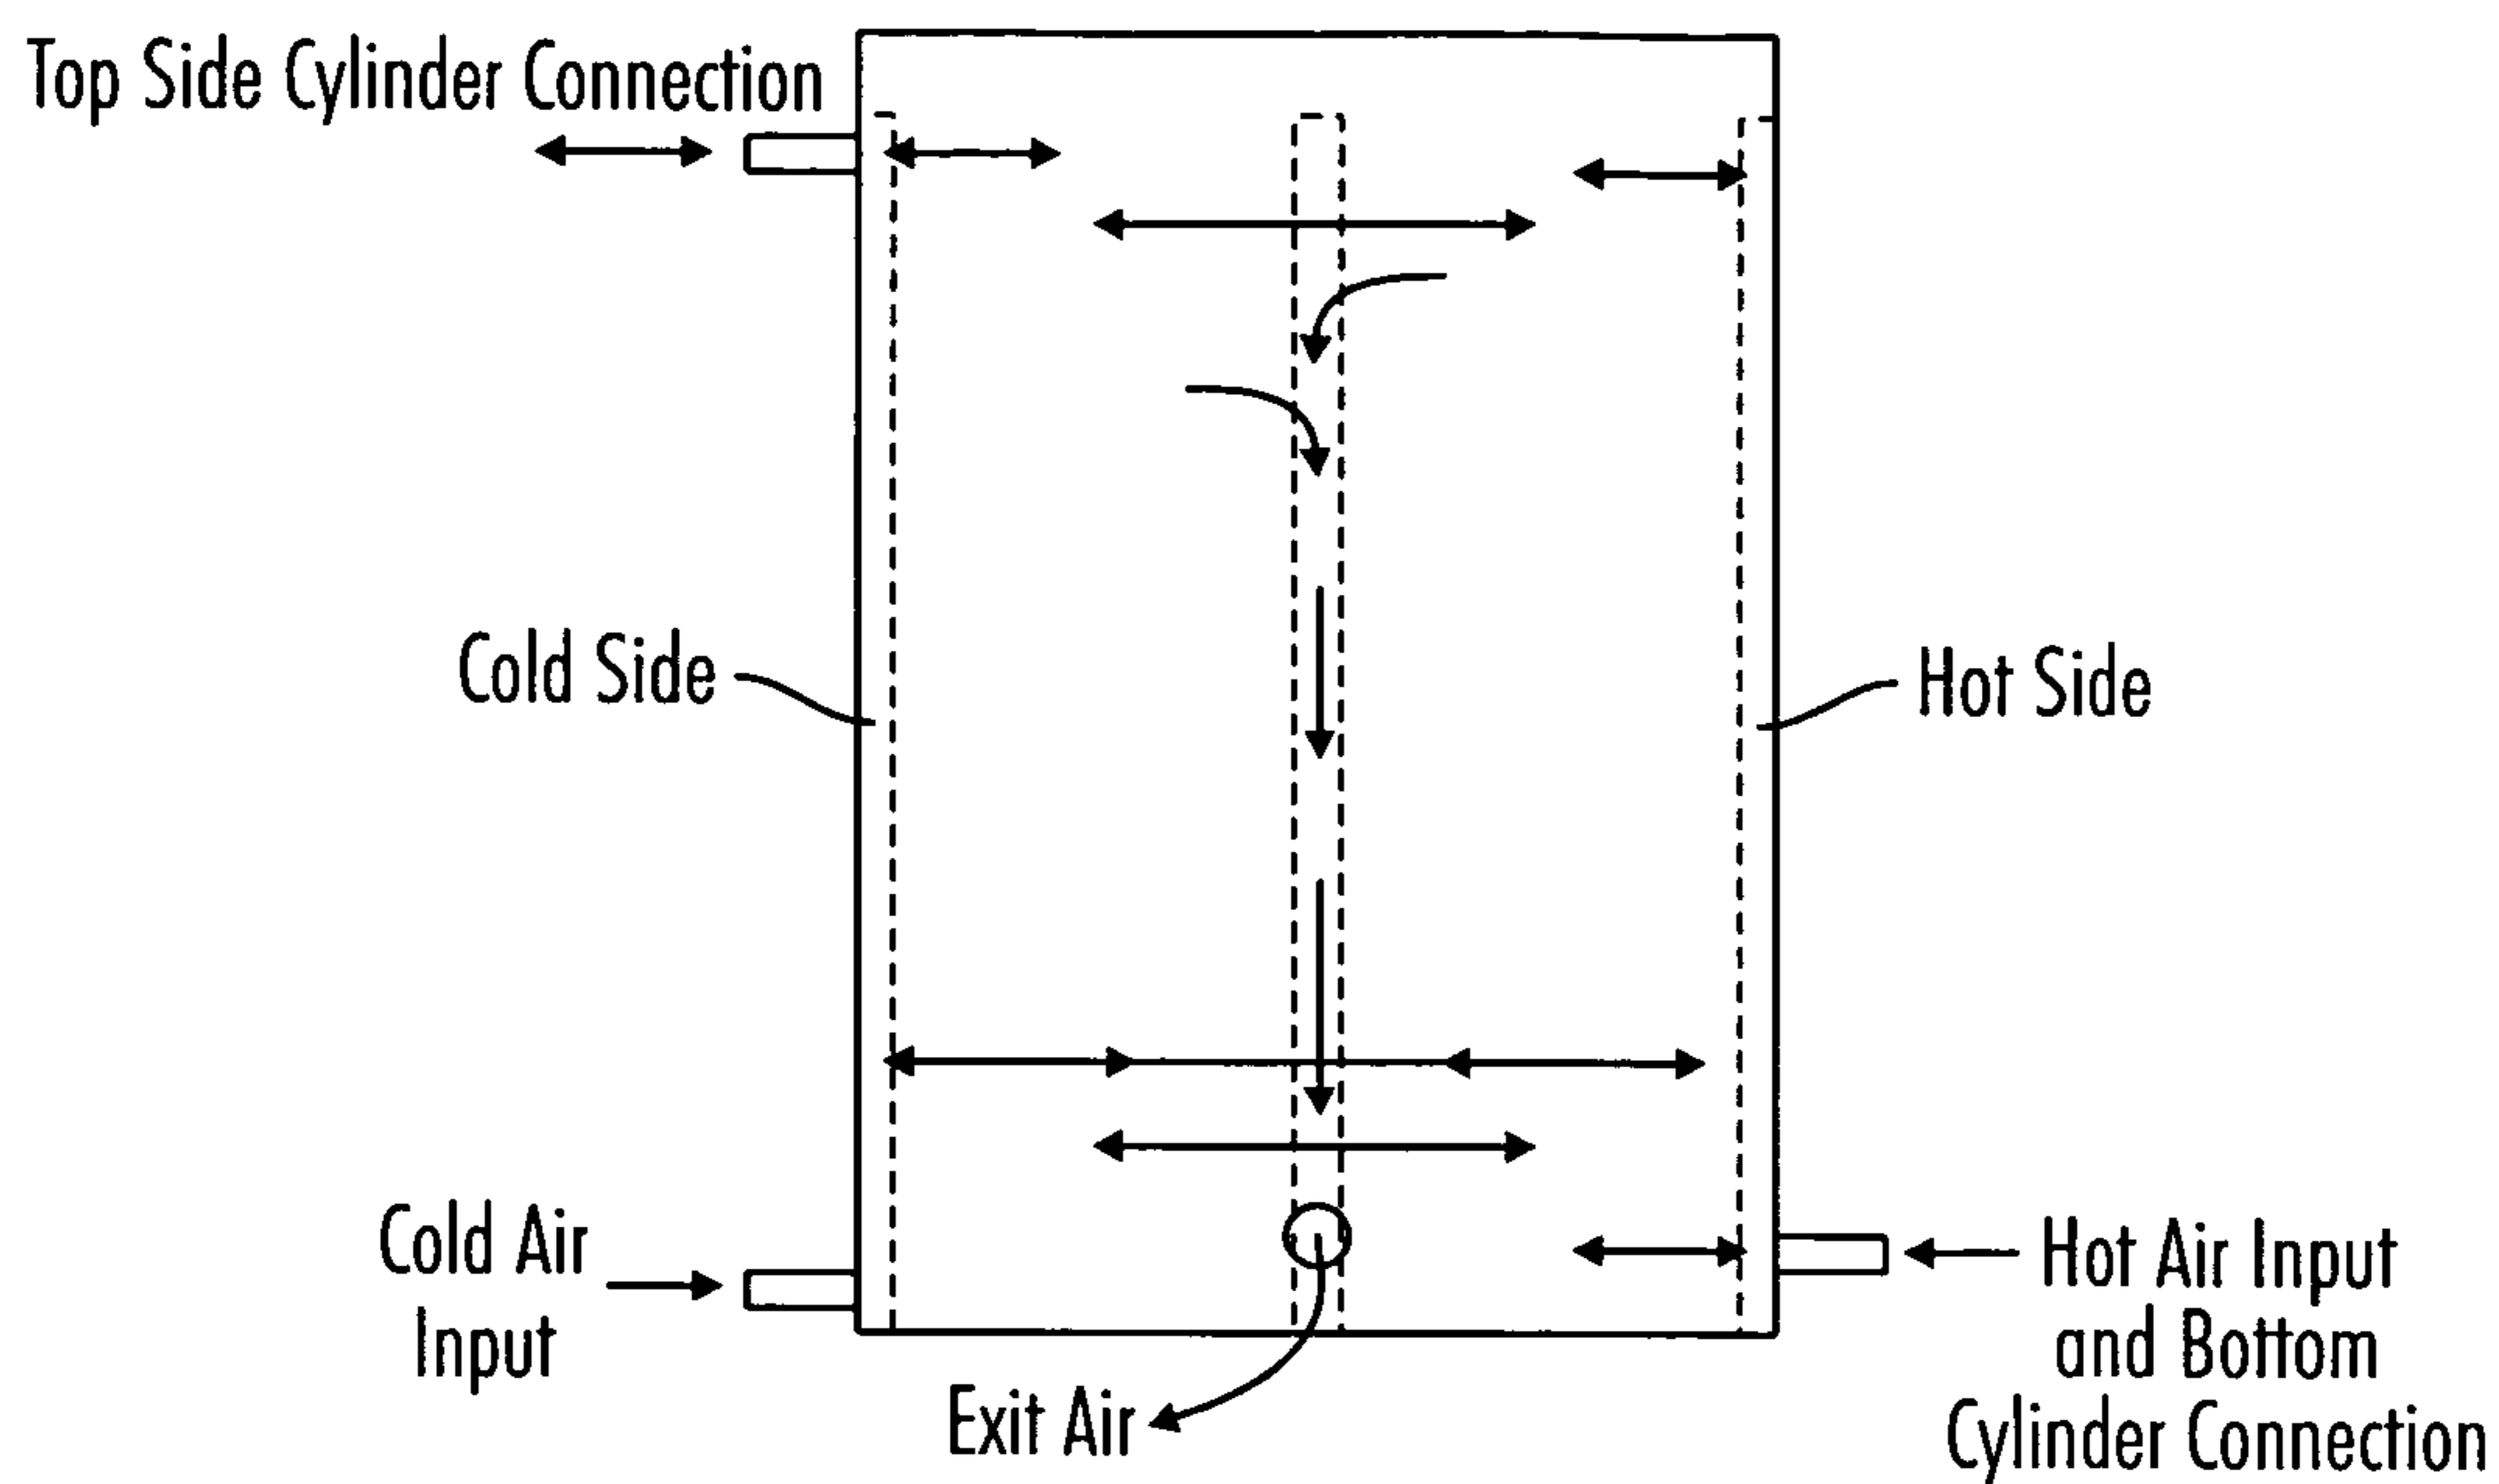 Top Side Cylinder Connection
Cold Side
Hot Side
Cold Air
Input
Exit Air
Hot Air Input
and Bottom
Cylinder Connection